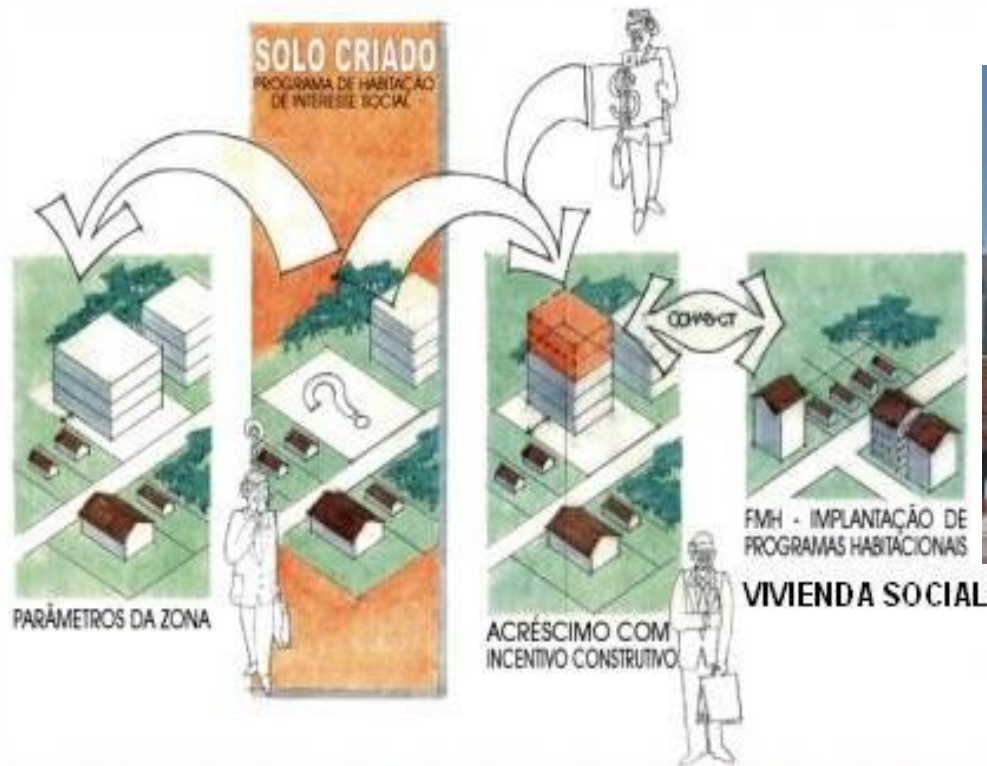 SOLO CRIADO
PROGRAMA DE HABITAÇÃO
DE INTERESSE SOCIAL
$
?
?
PARÂMETROS DA ZONA
ACRÉSCIMO COM
INCENTIVO CONSTRUTIVO
FMH - IMPLANTAÇÃO DE
PROGRAMAS HABITACIONAIS
VIVIENDA SOCIAL